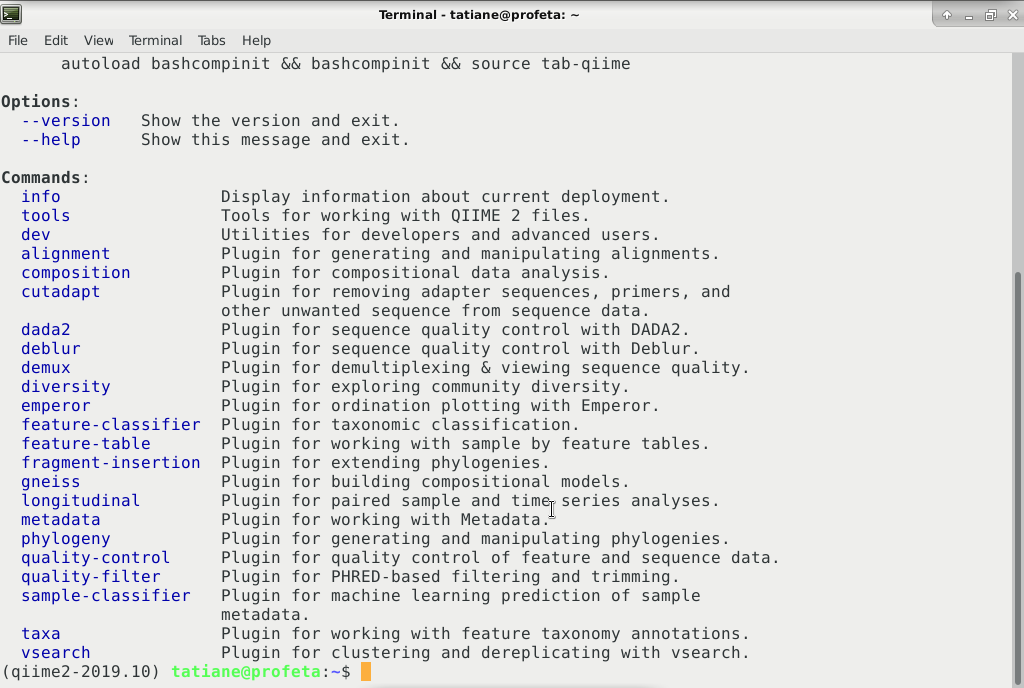 Terminal - tatiane@profeta: ~
File Edit View Terminal Tabs Help
autoload bashcompinit && bashcompinit && source tab-qiime
Options:
--version Show the version and exit.
--help Show this message and exit.
Commands:
info Display information about current deployment.
tools Tools for working with QIIME 2 files.
dev Utilities for developers and advanced users.
alignment Plugin for generating and manipulating alignments.
composition Plugin for compositional data analysis.
cutadapt Plugin for removing adapter sequences, primers, and
other unwanted sequence from sequence data.
dada2 Plugin for sequence quality control with DADA2.
deblur Plugin for sequence quality control with Deblur.
demux Plugin for demultiplexing & viewing sequence quality.
diversity Plugin for exploring community diversity.
emperor Plugin for ordination plotting with Emperor.
feature-classifier Plugin for taxonomic classification.
feature-table Plugin for working with sample by feature tables.
fragment-insertion Plugin for extending phylogenies.
gneiss Plugin for building compositional models.
longitudinal Plugin for paired sample and time series analyses.
metadata Plugin for working with Metadata.
phylogeny Plugin for generating and manipulating phylogenies.
quality-control Plugin for quality control of feature and sequence data.
quality-filter Plugin for PHRED-based filtering and trimming.
sample-classifier Plugin for machine learning prediction of sample
metadata.
taxa Plugin for working with feature taxonomy annotations.
vsearch Plugin for clustering and dereplicating with vsearch.
(qiime2-2019.10) tatiane@profeta:~$